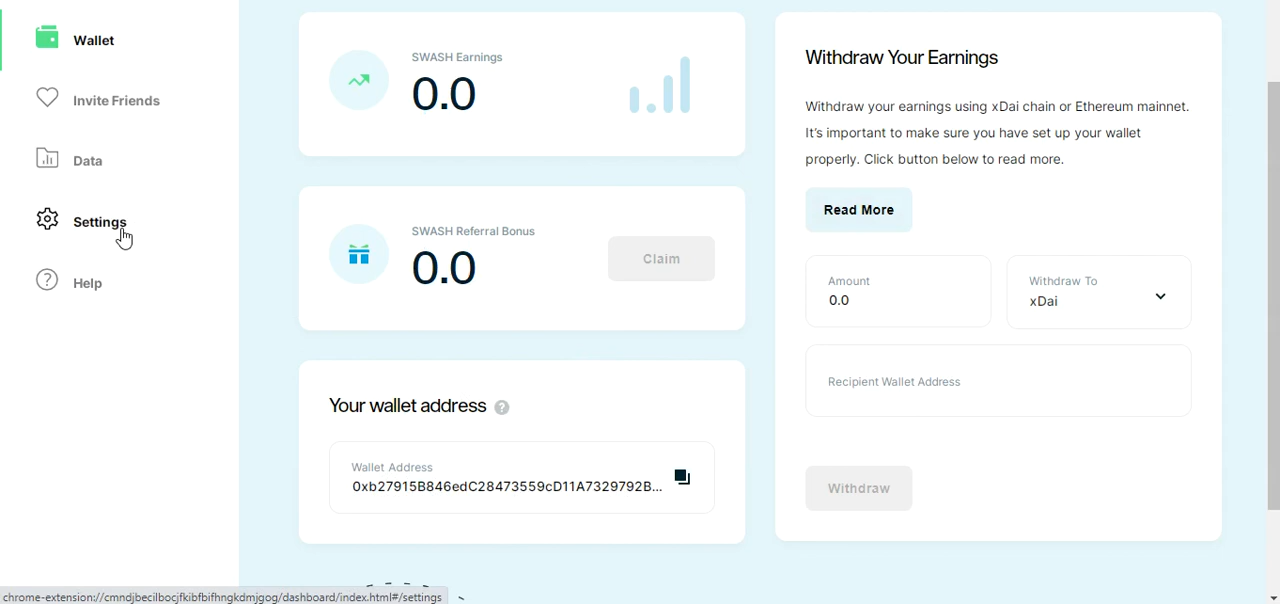 Wallet
Invite Friends
Data
Settings
Help
SWASH Earnings
0.0
SWASH Referral Bonus
0.0
Claim
Your wallet address ?
Wallet Address
0xb27915B846edC28473559cD11A7329792B...
Withdraw Your Earnings
Withdraw your earnings using xDai chain or Ethereum mainnet.
It's important to make sure you have set up your wallet
properly. Click button below to read more.
Read More
Amount
0.0
Withdraw To
xDai
Recipient Wallet Address
Withdraw
chrome-extension://cmndjbecilbocjfkibfbifhngkdmjgog/dashboard/index.html#/settings